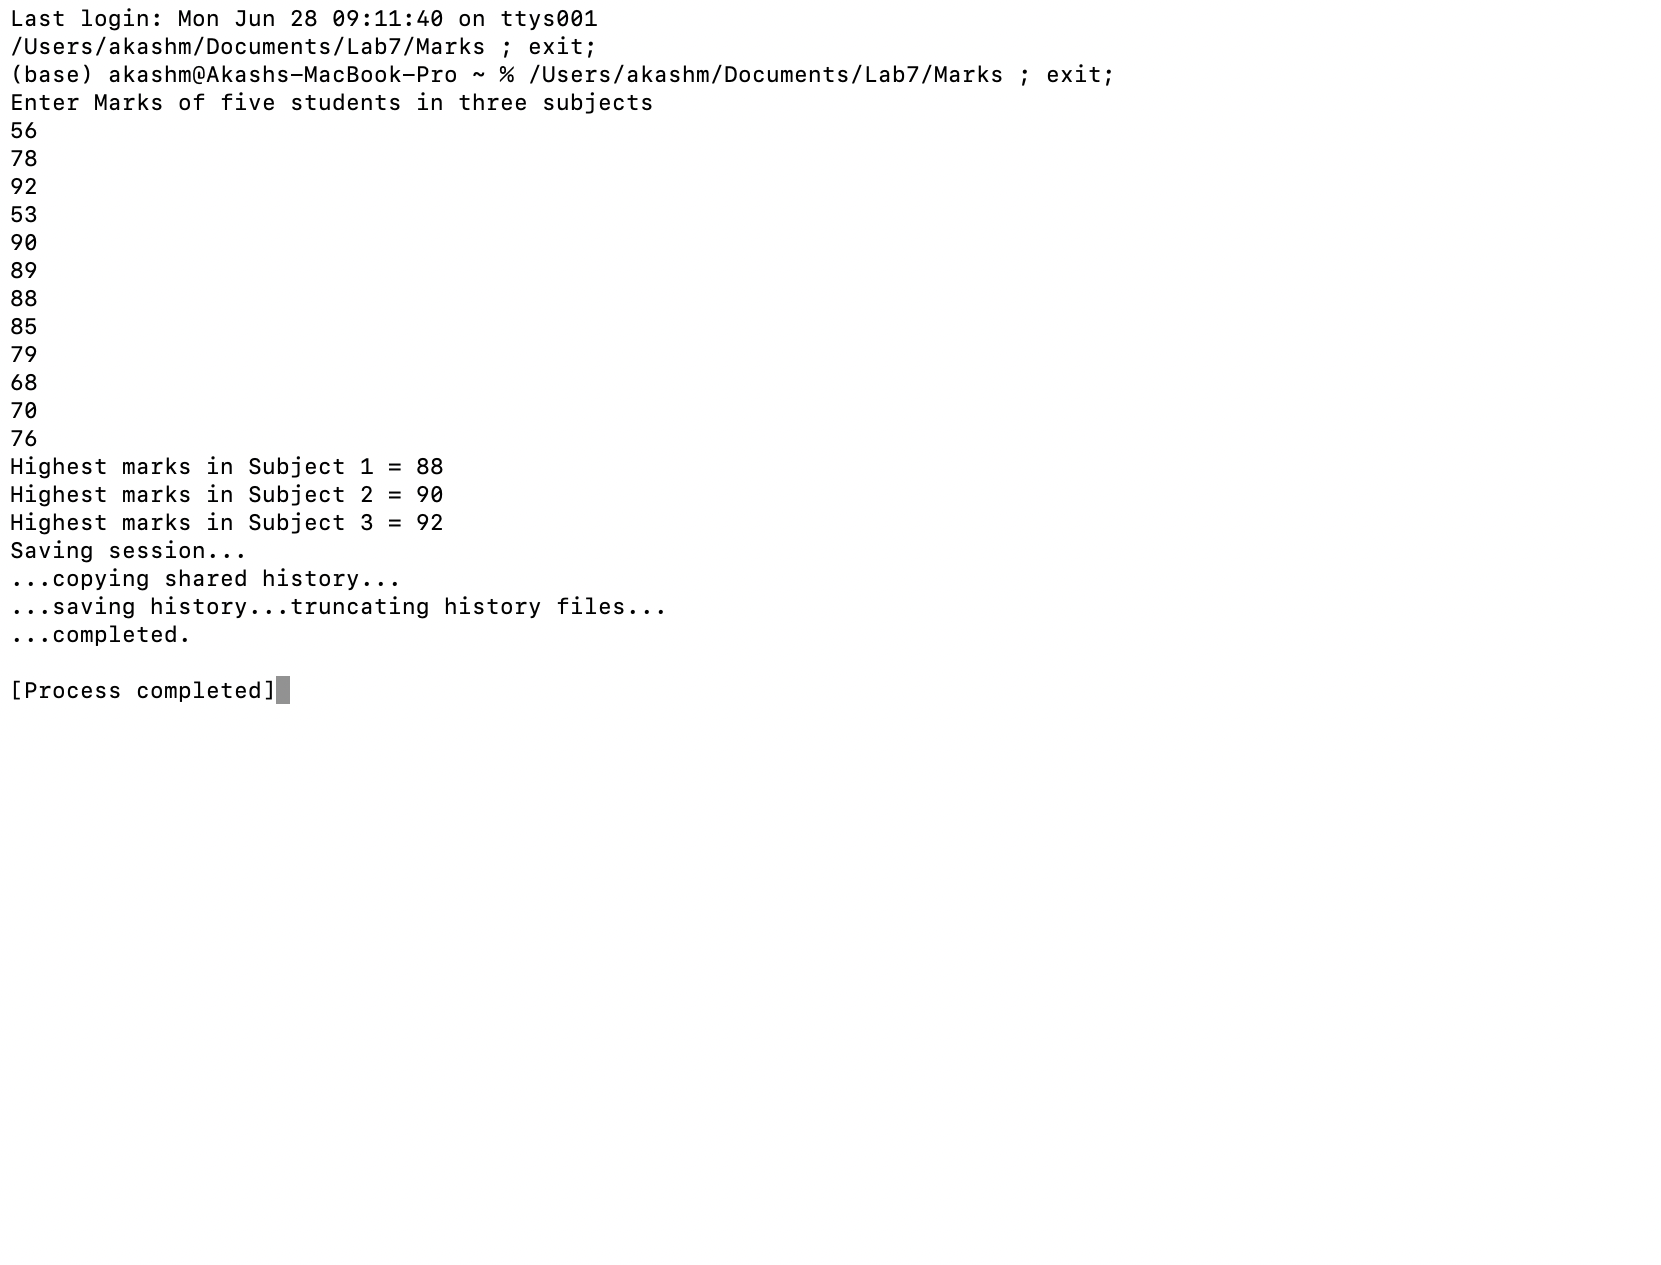 Last login: Mon Jun 28 09:11:40 on ttys001
/Users/akashm/Documents/Lab7/Marks ; exit;
(base) akashm@Akashs-MacBook-Pro ~ % /Users/akashm/Documents/Lab7/Marks ; exit;
Enter Marks of five students in three subjects
56
78
92
53
90
89
88
85
79
68
70
76
Highest marks in Subject 1 = 88
Highest marks in Subject 2 = 90
Highest marks in Subject 3 = 92
Saving session...
...copying shared history...
...saving history...truncating history files...
...completed.

[Process completed]